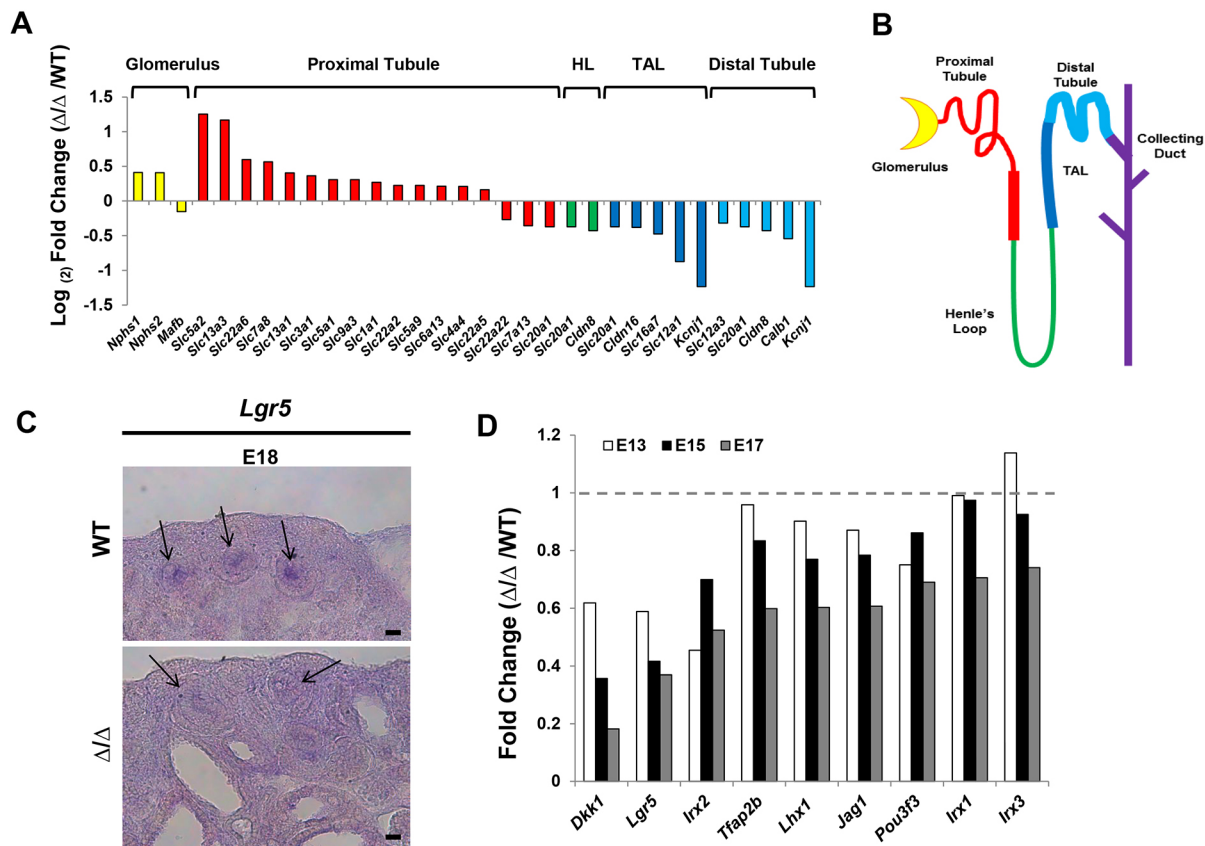 A
Log (2) Fold Change (Δ/Δ /WT)
Glomerulus
Proximal Tubule
HL
TAL
Distal Tubule
1.5
1
0.5
0
-0.5
-1
-1.5
Nphs1
Nphs2
Mafb
Slc5a2
Slc13a3
Slc22a6
Slc7a8
Slc13a1
Slc3a1
Slc5a1
Slc9a3
Slc1a1
Slc22a2
Slc5a9
Slc6a13
Slc4a4
Slc22a5
Slc22a22
Slc7a13
Slc20a1
Slc20a1
Cldn8
Slc20a1
Cldn16
Slc16a7
Slc12a1
Kcnj1
Slc12a3
Slc20a1
Cldn8
Calb1
Kcnj1
B
Proximal
Tubule
Distal
Tubule
Glomerulus
Collecting
Duct
TAL
Henle's
Loop
C
Lgr5
E18
WT
Δ/Δ
D
Fold Change (Δ/Δ /WT)
E13
E15
E17
1.2
1
0.8
0.6
0.4
0.2
0
Dkk1
Lgr5
Irx2
Tfap2b
Lhx1
Jag1
Pou3f3
Irx1
Irx3